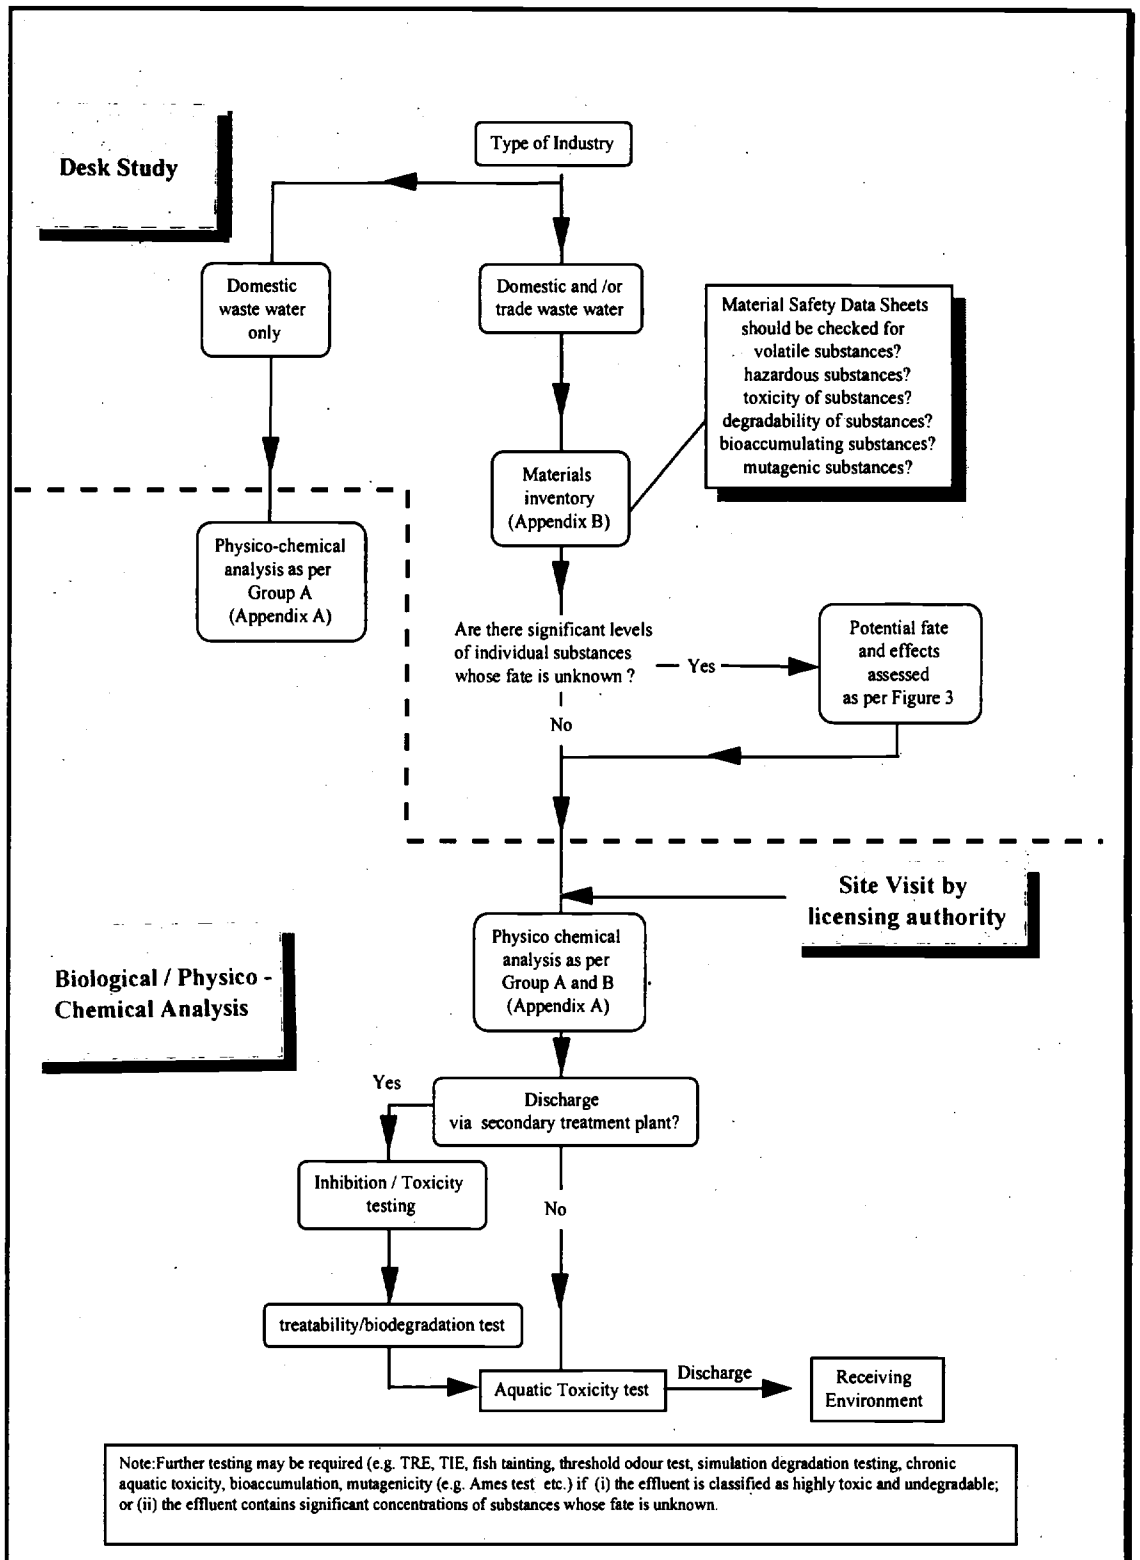 Type of Industry
Desk Study
Domestic
waste water
only
Domestic and /or
trade waste water
Material Safety Data Sheets
should be checked for
volatile substances?
hazardous substances?
toxicity of substances?
degradability of substances?
bioaccumulating substances?
mutagenic substances?
Materials
inventory
(Appendix B)
Physico-chemical
analysis as per
Group A
(Appendix A)
Are there significant levels
of individual substances
whose fate is unknown ?
Yes
Potential fate
and effects
assessed
as per Figure 3
No
Site Visit by
licensing authority
Physico chemical
analysis as per
Group A and B
(Appendix A)
Biological / Physico -
Chemical Analysis
Yes
Discharge
via secondary treatment plant?
Inhibition / Toxicity
testing
No
treatability/biodegradation test
Aquatic Toxicity test
Discharge
Receiving
Environment
Note:Further testing may be required (e.g. TRE, TIE, fish tainting, threshold odour test, simulation degradation testing, chronic
aquatic toxicity, bioaccumulation, mutagenicity (e.g. Ames test etc.) if (i) the effluent is classified as highly toxic and undegradable;
or (ii) the effluent contains significant concentrations of substances whose fate is unknown.